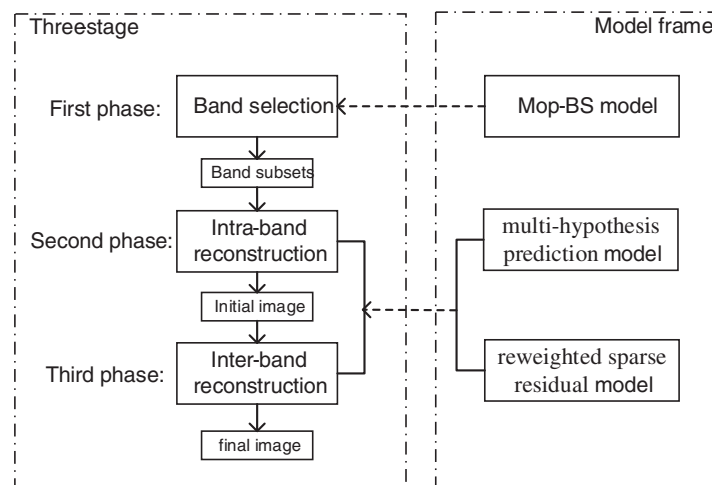 Threestage
Model frame
First phase:
Band selection
Mop-BS model
Band subsets
Second phase:
Intra-band
reconstruction
multi-hypothesis
prediction model
Initial image
Third phase:
Inter-band
reconstruction
reweighted sparse
residual model
final image